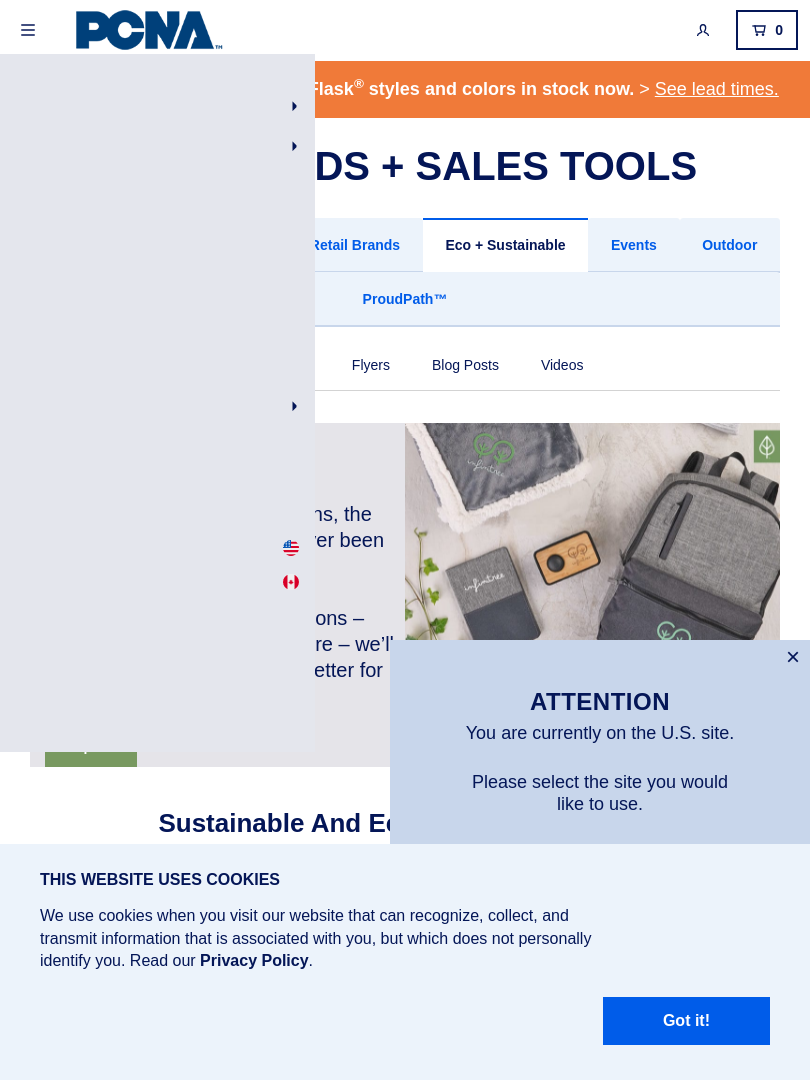 PCNA™
0
Flask® styles and colors in stock now. > See lead times.
DS + SALES TOOLS
Retail Brands
Eco + Sustainable
Events
Outdoor
ProudPath™
Flyers
Blog Posts
Videos
infimtree
infimtree
ns, the
ver been
ons –
re – we'll
etter for
×
ATTENTION
You are currently on the U.S. site.
Please select the site you would
like to use.
Sustainable And Ec
THIS WEBSITE USES COOKIES
We use cookies when you visit our website that can recognize, collect, and
transmit information that is associated with you, but which does not personally
identify you. Read our Privacy Policy.
Got it!